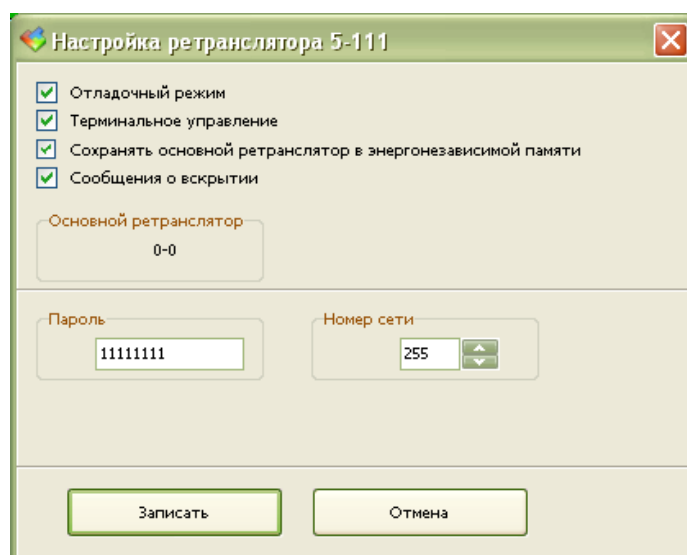 Настройка ретранслятора 5-111
Отладочный режим
Терминальное управление
Сохранять основной ретранслятор в энергонезависимой памяти
Сообщения о вскрытии
Основной ретранслятор
0-0
Пароль
Номер сети
11111111
255
Записать
Отмена